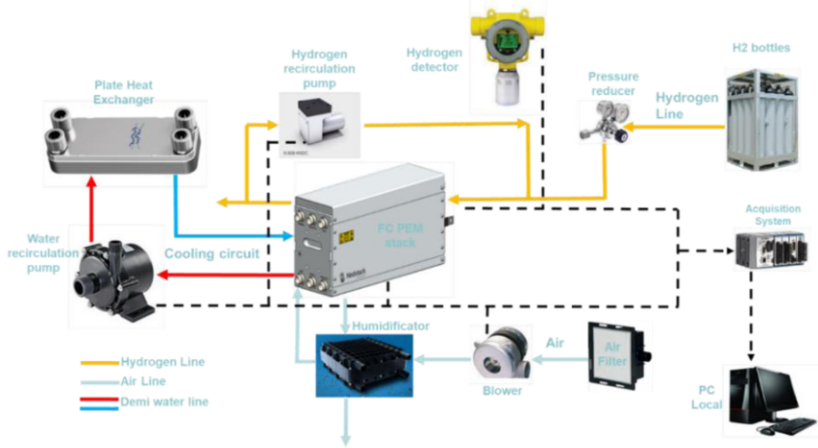 Hydrogen
recirculation
pump
Hydrogen
detector
H2 bottles
Plate Heat
Exchanger
Pressure
reducer
Hydrogen
Line
Acquisition
System
FC PEM
stack
Water
recirculation
pump
Cooling circuit
Humidificator
Air
Air
Filter
Blower
Hydrogen Line
Air Line
Demi water line
PC
Local